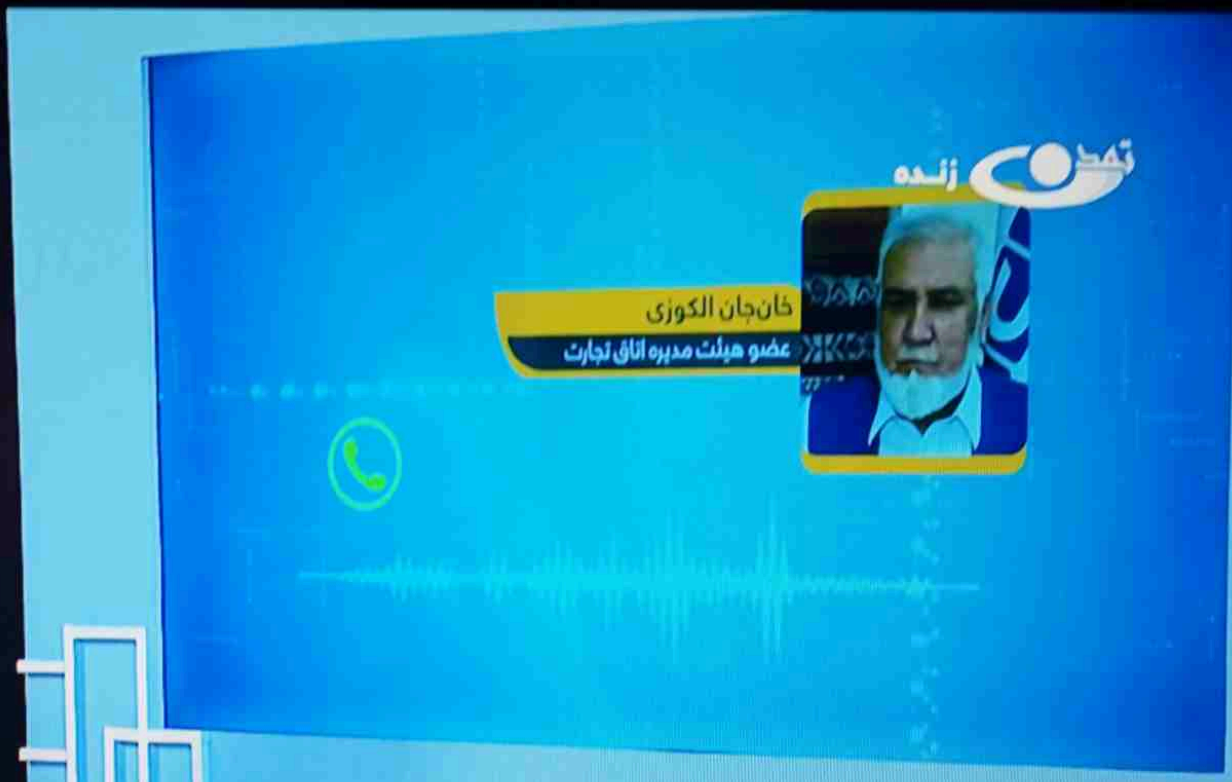 تمدن
زنده
خان‌جان الکوزی
عضو هیئت مدیره اتاق تجارت